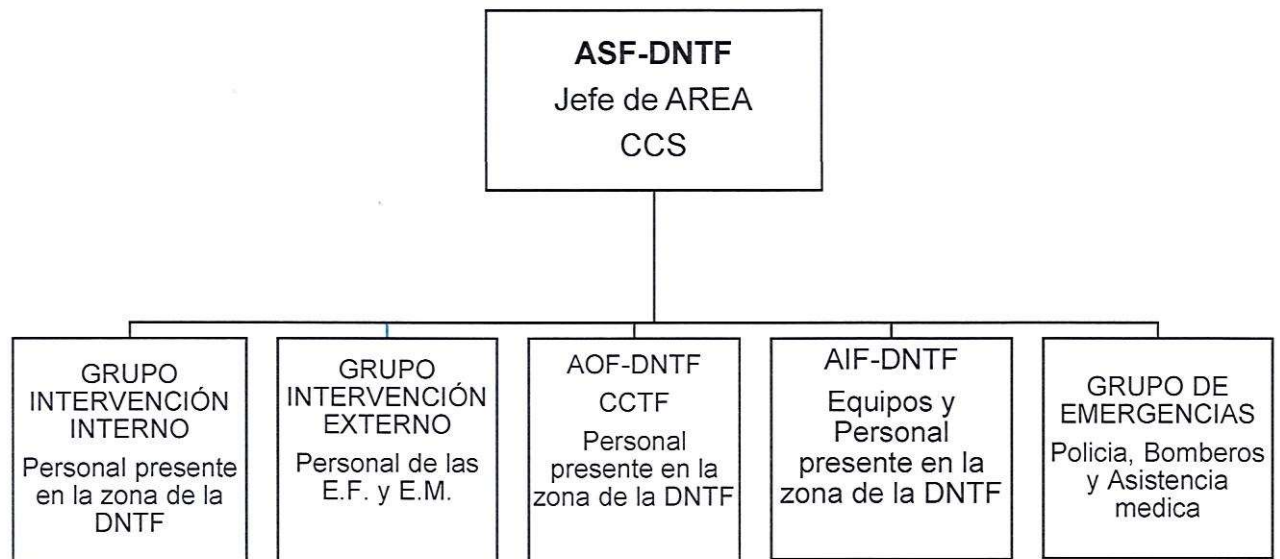 ASF-DNTF
Jefe de AREA
CCS
GRUPO
INTERVENCIÓN
INTERNO
Personal presente
en la zona de la
DNTF
GRUPO
INTERVENCIÓN
EXTERNO
Personal de las
E.F. y E.M.
AOF-DNTF
CCTF
Personal
presente en la
zona de la DNTF
AIF-DNTF
Equipos y
Personal
presente en la
zona de la DNTF
GRUPO DE
EMERGENCIAS
Policia, Bomberos
y Asistencia
medica